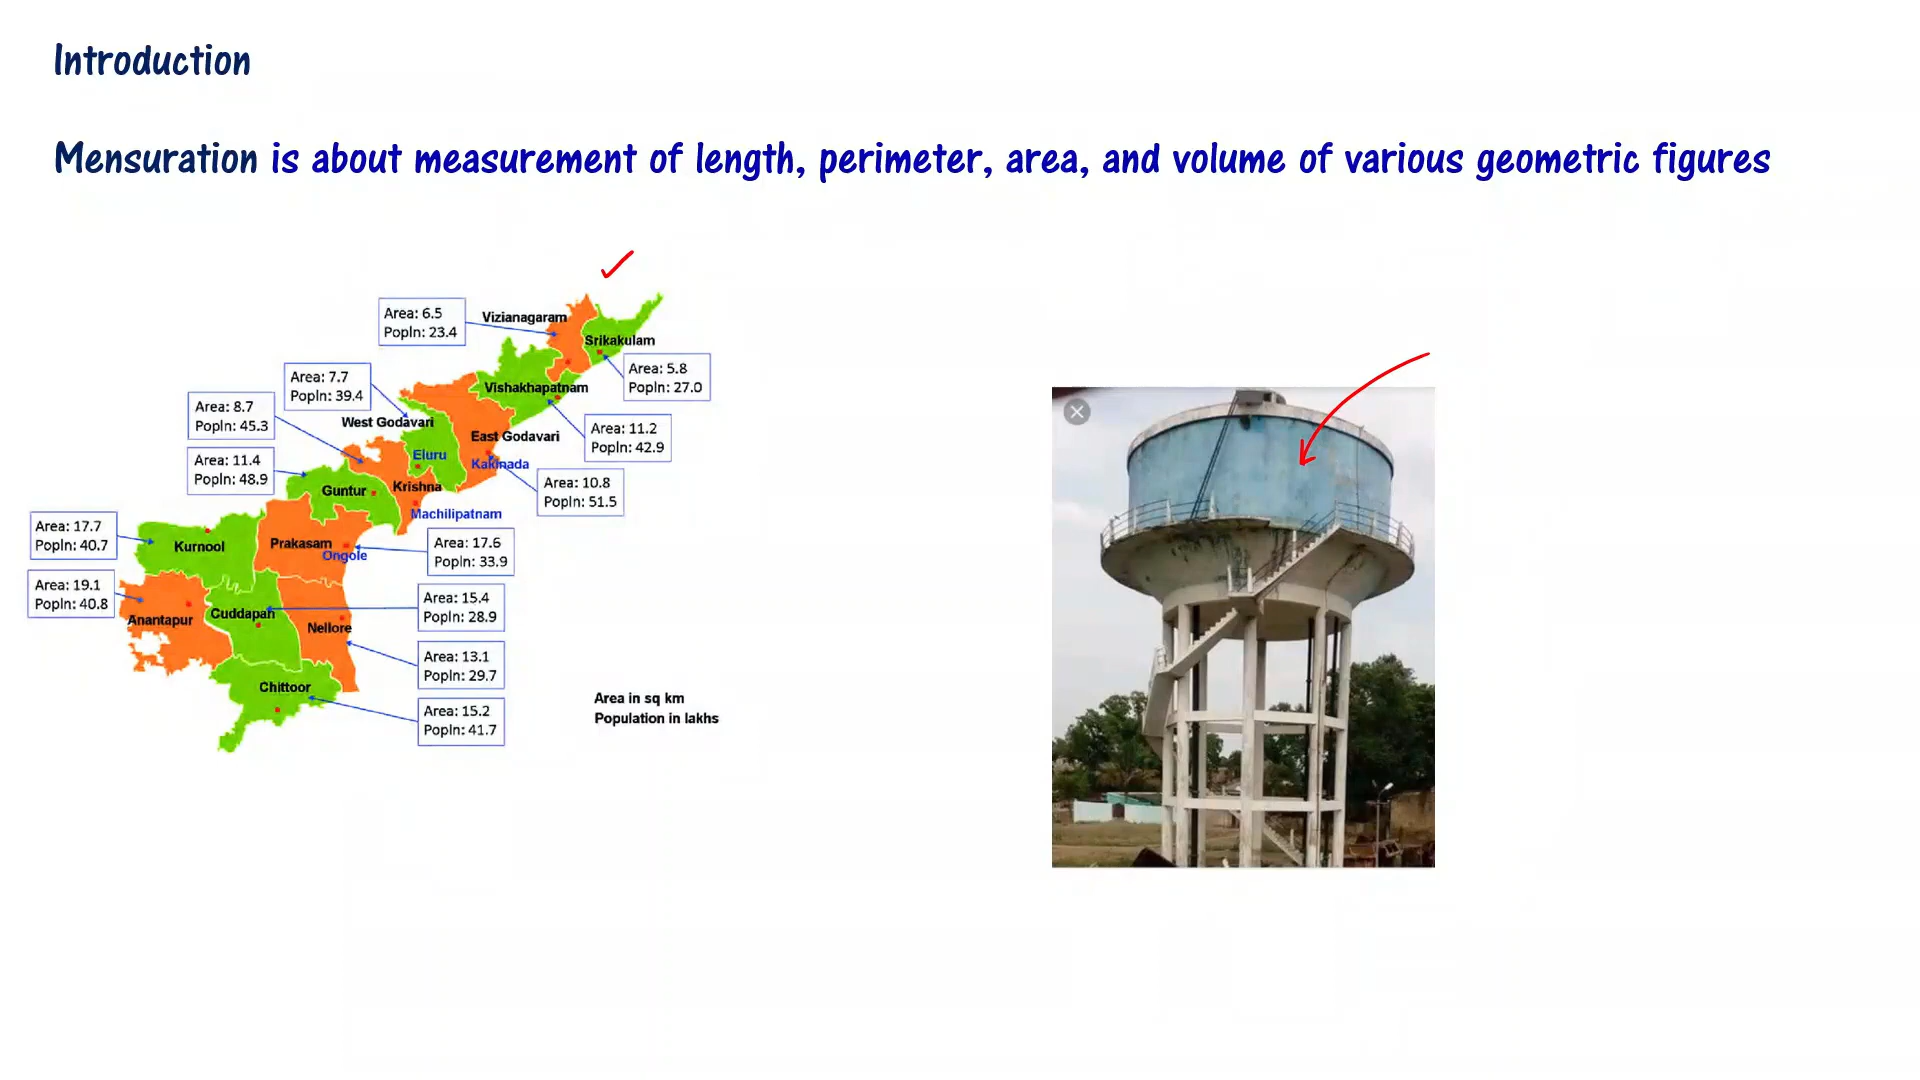 Introduction
Mensuration is about measurement of length, perimeter, area, and volume of various geometric figures
Area: 6.5
Popln: 23.4
Vizianagaram
Srikakulam
Area: 5.8
Popln: 27.0
Area: 7.7
Popln: 39.4
Vishakhapatnam
Area: 8.7
Popln: 45.3
West Godavari
East Godavari
Area: 11.2
Popln: 42.9
Eluru
Kakinada
Area: 11.4
Popln: 48.9
Guntur
Krishna
Area: 10.8
Popln: 51.5
Machilipatnam
Area: 17.7
Popln: 40.7
Kurnool
Prakasam
Ongole
Area: 17.6
Popln: 33.9
Area: 19.1
Popln: 40.8
Anantapur
Cuddapah
Nellore
Area: 15.4
Popln: 28.9
Area: 13.1
Popln: 29.7
Chittoor
Area: 15.2
Popln: 41.7
Area in sq km
Population in lakhs